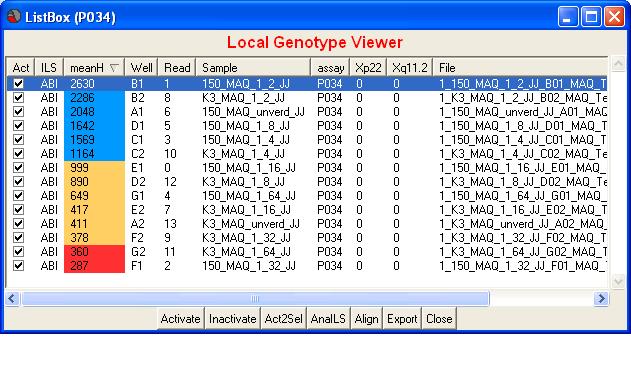 ListBox (P034)
Local Genotype Viewer
Act ILS meanH Well Read Sample assay Xp22 Xq11.2 File
ABI 2630 B1 1 150_MAQ_1_2_JJ P034 0 0 1_150_MAQ_1_2_JJ_B01_MAQ_T
ABI 2286 B2 8 K3_MAQ_1_2_JJ P034 0 0 1_K3_MAQ_1_2_JJ_B02_MAQ_Te
ABI 2048 A1 6 150_MAQ_unverd_JJ P034 0 0 1_150_MAQ_unverd_JJ_A01_MAQ
ABI 1642 D1 5 150_MAQ_1_8_JJ P034 0 0 1_150_MAQ_1_8_JJ_D01_MAQ_T
ABI 1569 C1 3 150_MAQ_1_4_JJ P034 0 0 1_150_MAQ_1_4_JJ_C01_MAQ_T
ABI 1164 C2 10 K3_MAQ_1_4_JJ P034 0 0 1_K3_MAQ_1_4_JJ_C02_MAQ_Te
ABI 999 E1 0 150_MAQ_1_16_JJ P034 0 0 1_150_MAQ_1_16_JJ_E01_MAQ_
ABI 890 D2 12 K3_MAQ_1_8_JJ P034 0 0 1_K3_MAQ_1_8_JJ_D02_MAQ_Te
ABI 649 G1 4 150_MAQ_1_64_JJ P034 0 0 1_150_MAQ_1_64_JJ_G01_MAQ_
ABI 417 E2 7 K3_MAQ_1_16_JJ P034 0 0 1_K3_MAQ_1_16_JJ_E02_MAQ_T
ABI 411 A2 13 K3_MAQ_unverd_JJ P034 0 0 1_K3_MAQ_unverd_JJ_A02_MAQ_
ABI 378 F2 9 K3_MAQ_1_32_JJ P034 0 0 1_K3_MAQ_1_32_JJ_F02_MAQ_T
ABI 360 G2 11 K3_MAQ_1_64_JJ P034 0 0 1_K3_MAQ_1_64_JJ_G02_MAQ_T
ABI 287 F1 2 150_MAQ_1_32_JJ P034 0 0 1_150_MAQ_1_32_JJ_F01_MAQ_
Activate Inactivate Act2Sel AnalLS Align Export Close